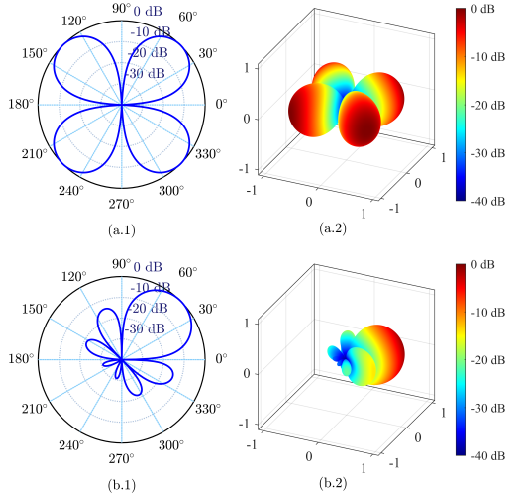 90°
0 dB
120°
60°
-10 dB
150°
-20 dB
30°
-30 dB
180°
0°
210°
330°
240°
300°
270°
(a.1)
1
0
-1
-1
0
1
-1
0
1
(a.2)
0 dB
-10 dB
-20 dB
-30 dB
-40 dB
90°
0 dB
120°
60°
-10 dB
150°
-20 dB
30°
-30 dB
180°
0°
210°
330°
240°
300°
270°
(b.1)
1
0
-1
-1
0
1
-1
0
1
(b.2)
0 dB
-10 dB
-20 dB
-30 dB
-40 dB